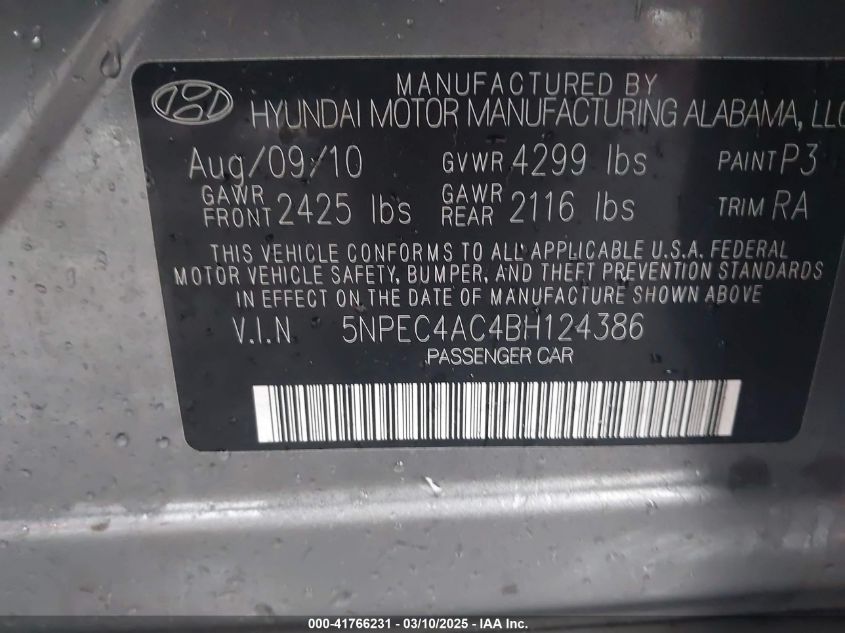 MANUFACTURED BY
HYUNDAI MOTOR MANUFACTURING ALABAMA, LLC
Aug/09/10 GVWR 4299 lbs PAINT P3
GAWR FRONT 2425 lbs GAWR REAR 2116 lbs TRIM RA
THIS VEHICLE CONFORMS TO ALL APPLICABLE U.S.A. FEDERAL
MOTOR VEHICLE SAFETY, BUMPER, AND THEFT PREVENTION STANDARDS
IN EFFECT ON THE DATE OF MANUFACTURE SHOWN ABOVE
V.I.N 5NPEC4AC4BH124386
PASSENGER CAR
000-41766231 - 03/10/2025 - IAA Inc.